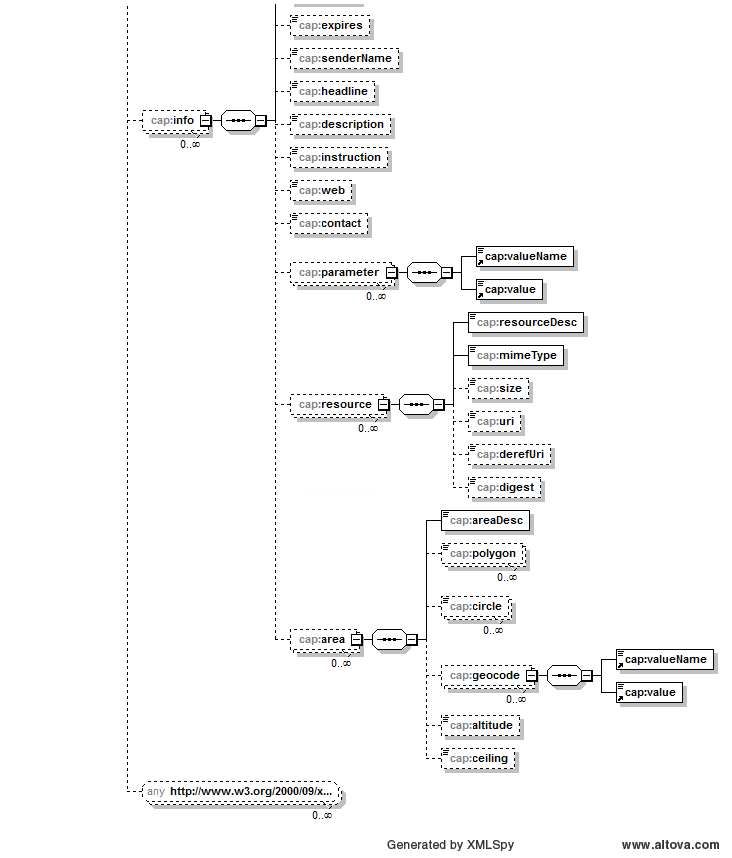 cap:expires
cap:senderName
cap:headline
cap:info
0..∞
cap:description
cap:instruction
cap:web
cap:contact
cap:parameter
0..∞
cap:valueName
cap:value
cap:resource
0..∞
cap:resourceDesc
cap:mimeType
cap:size
cap:uri
cap:derefUri
cap:digest
cap:area
0..∞
cap:areaDesc
cap:polygon
0..∞
cap:circle
0..∞
cap:geocode
0..∞
cap:valueName
cap:value
cap:altitude
cap:ceiling
any http://www.w3.org/2000/09/x...
0..∞
Generated by XMLSpy www.altova.com